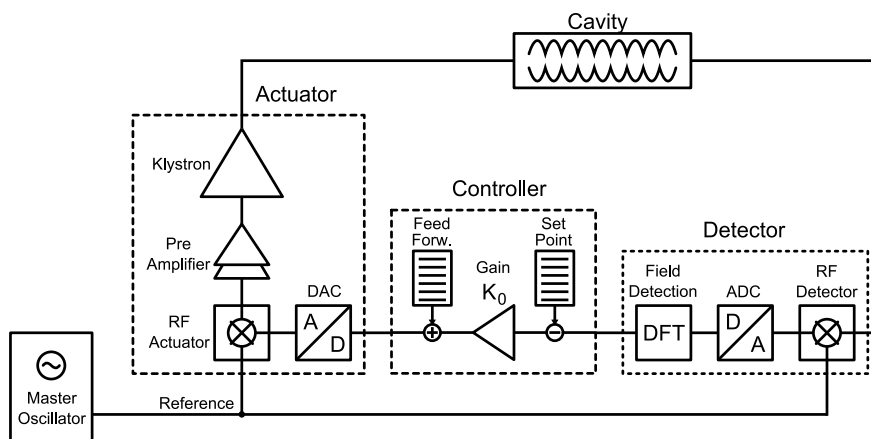 Cavity
Actuator
Klystron
Controller
Pre
Amplifier
Feed
Forw.
Set
Point
Detector
Gain
K0
Field
Detection
ADC
RF
Detector
DAC
RF
Actuator
A
D
DFT
D
A
Master
Oscillator
Reference